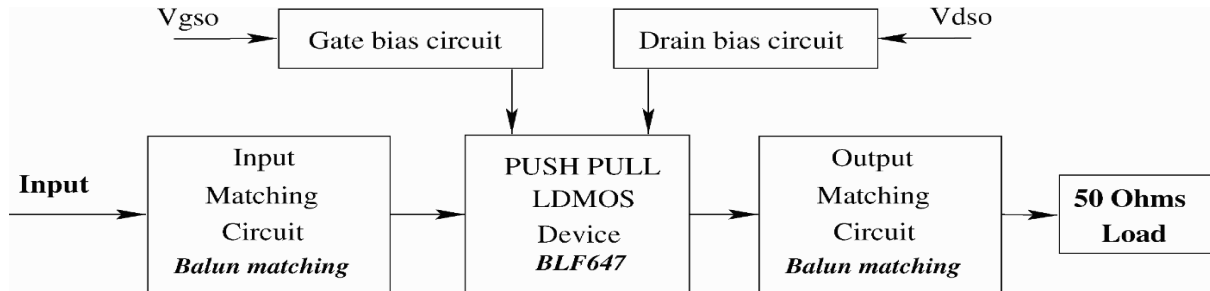 Vgso
Gate bias circuit
Drain bias circuit
Vdso
Input
Input
Matching
Circuit
Balun matching
PUSH PULL
LDMOS
Device
BLF647
Output
Matching
Circuit
Balun matching
50 Ohms
Load